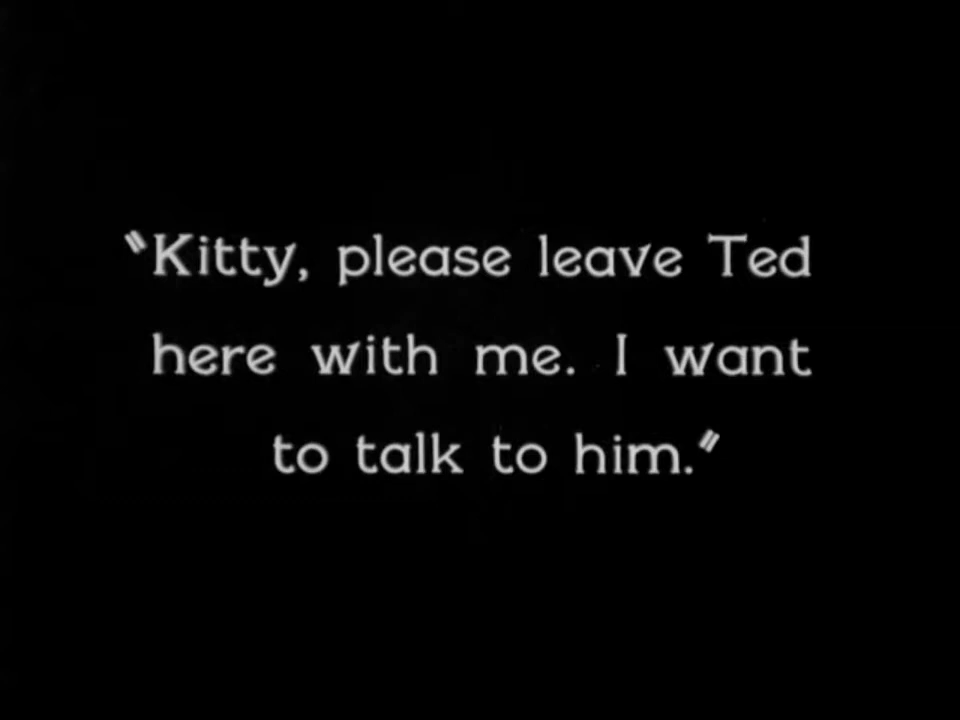 "Kitty, please leave Ted
here with me. I want
to talk to him."